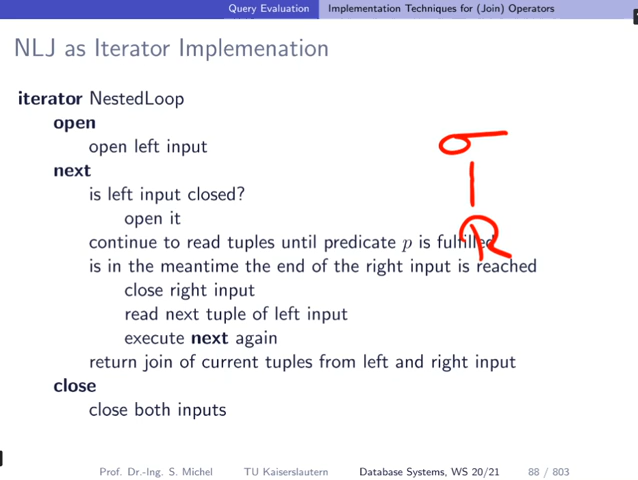 Query Evaluation Implementation Techniques for (Join) Operators
NLJ as Iterator Implemenation
iterator NestedLoop
open
open left input
next
is left input closed?
open it
continue to read tuples until predicate p is fulfilled
is in the meantime the end of the right input is reached
close right input
read next tuple of left input
execute next again
return join of current tuples from left and right input
close
close both inputs
σ
R
Prof. Dr.-Ing. S. Michel TU Kaiserslautern Database Systems, WS 20/21 88 / 803